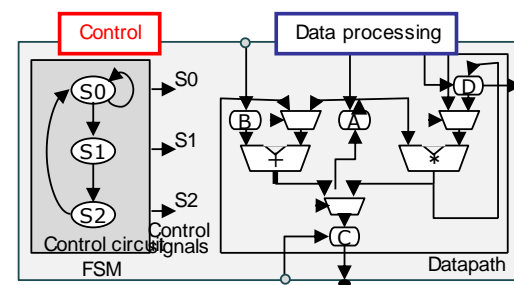 Control
Data processing
S0
S0
D
B
A
S1
S1
+
*
S2
S2
Control circuit
Control
signals
C
FSM
Datapath